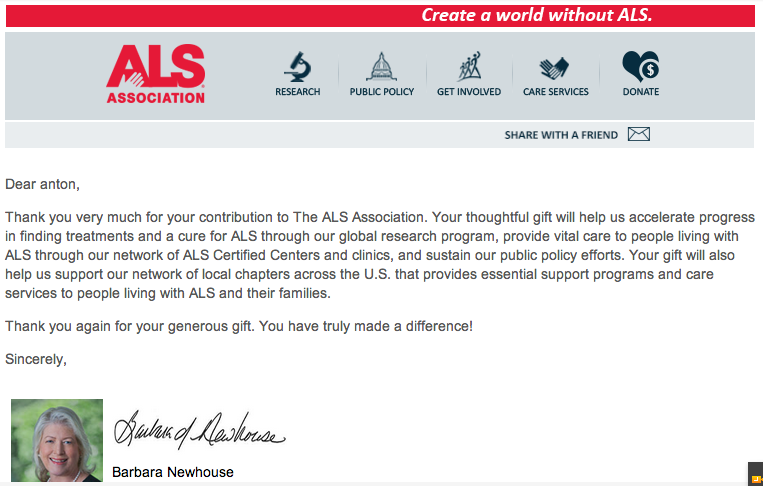 Create a world without ALS.
ALS
ASSOCIATION
RESEARCH
PUBLIC POLICY
GET INVOLVED
CARE SERVICES
DONATE
SHARE WITH A FRIEND
Dear anton,
Thank you very much for your contribution to The ALS Association. Your thoughtful gift will help us accelerate progress
in finding treatments and a cure for ALS through our global research program, provide vital care to people living with
ALS through our network of ALS Certified Centers and clinics, and sustain our public policy efforts. Your gift will also
help us support our network of local chapters across the U.S. that provides essential support programs and care
services to people living with ALS and their families.
Thank you again for your generous gift. You have truly made a difference!
Sincerely,
Barbara J Newhouse
Barbara Newhouse